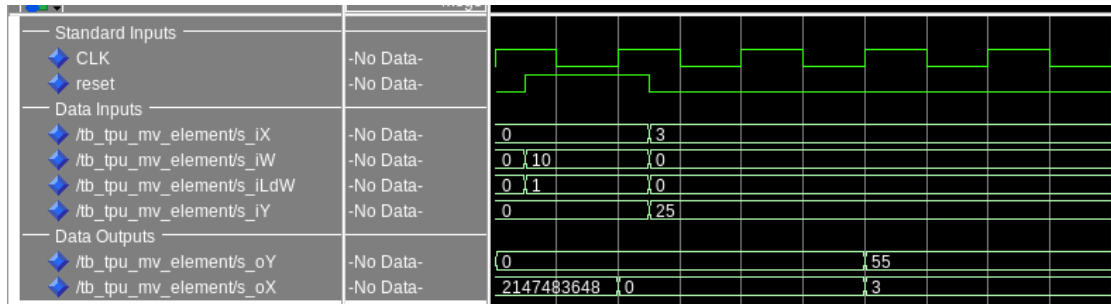 Msgs
Standard Inputs
CLK -No Data-
reset -No Data-
Data Inputs
/tb_tpu_mv_element/s_iX -No Data- 0 3
/tb_tpu_mv_element/s_iW -No Data- 0 10 0
/tb_tpu_mv_element/s_iLdW -No Data- 0 1 0
/tb_tpu_mv_element/s_iY -No Data- 0 25
Data Outputs
/tb_tpu_mv_element/s_oY -No Data- 0 55
/tb_tpu_mv_element/s_oX -No Data- 2147483648 0 3